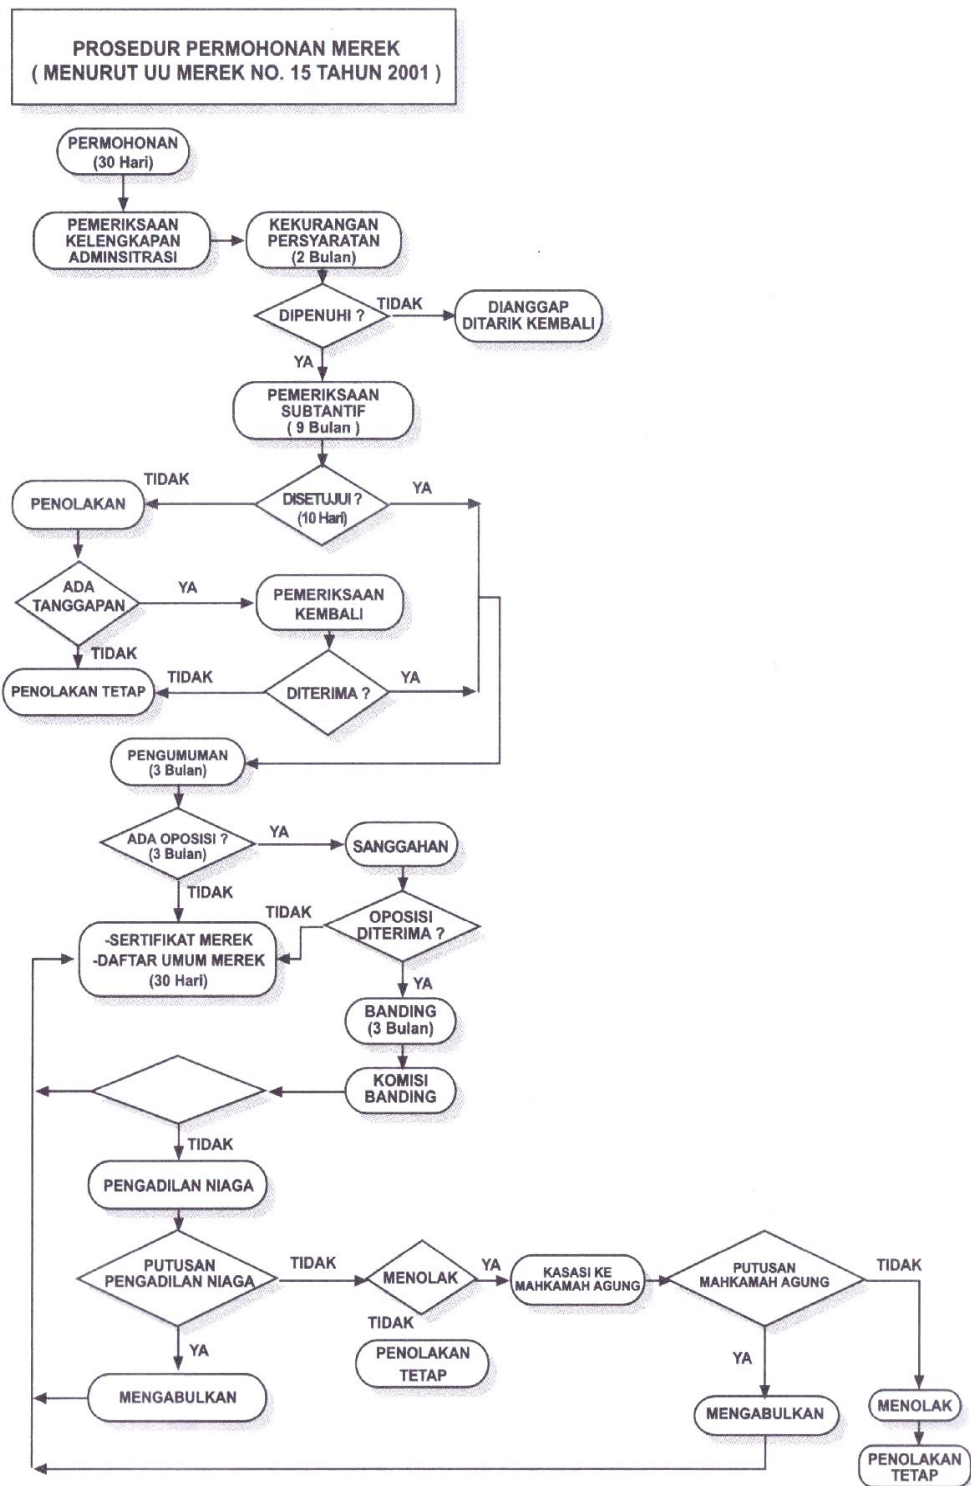 PROSEDUR PERMOHONAN MEREK
( MENURUT UU MEREK NO. 15 TAHUN 2001 )
PERMOHONAN
(30 Hari)
PEMERIKSAAN
KELENGKAPAN
ADMINSITRASI
KEKURANGAN
PERSYARATAN
(2 Bulan)
DIPENUHI ?
TIDAK
DIANGGAP
DITARIK KEMBALI
YA
PEMERIKSAAN
SUBTANTIF
( 9 Bulan )
TIDAK
DISETUJUI ?
(10 Hari)
YA
PENOLAKAN
ADA
TANGGAPAN
YA
PEMERIKSAAN
KEMBALI
TIDAK
PENOLAKAN TETAP
TIDAK
DITERIMA ?
YA
PENGUMUMAN
(3 Bulan)
ADA OPOSISI ?
(3 Bulan)
YA
SANGGAHAN
TIDAK
TIDAK
OPOSISI
DITERIMA ?
-SERTIFIKAT MEREK
-DAFTAR UMUM MEREK
(30 Hari)
YA
BANDING
(3 Bulan)
KOMISI
BANDING
TIDAK
PENGADILAN NIAGA
PUTUSAN
PENGADILAN NIAGA
TIDAK
MENOLAK
YA
KASASI KE
MAHKAMAH AGUNG
PUTUSAN
MAHKAMAH AGUNG
TIDAK
TIDAK
PENOLAKAN
TETAP
YA
MENGABULKAN
YA
MENGABULKAN
MENOLAK
PENOLAKAN
TETAP